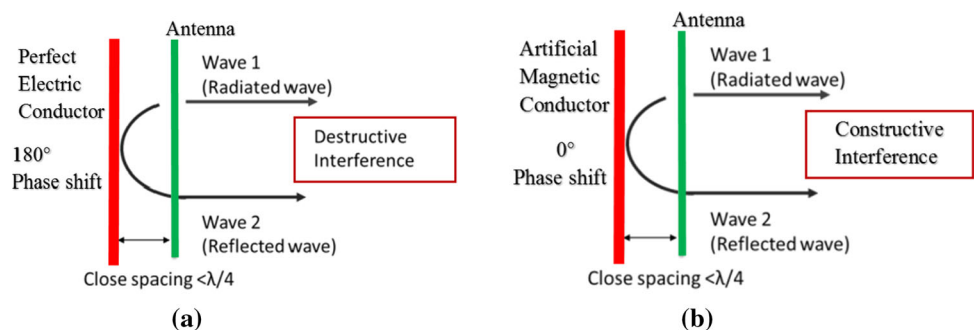 Antenna
Perfect
Electric
Conductor
180°
Phase shift
Wave 1
(Radiated wave)
Destructive
Interference
Wave 2
(Reflected wave)
Close spacing <λ/4
(a)
Antenna
Artificial
Magnetic
Conductor
0°
Phase shift
Wave 1
(Radiated wave)
Constructive
Interference
Wave 2
(Reflected wave)
Close spacing <λ/4
(b)